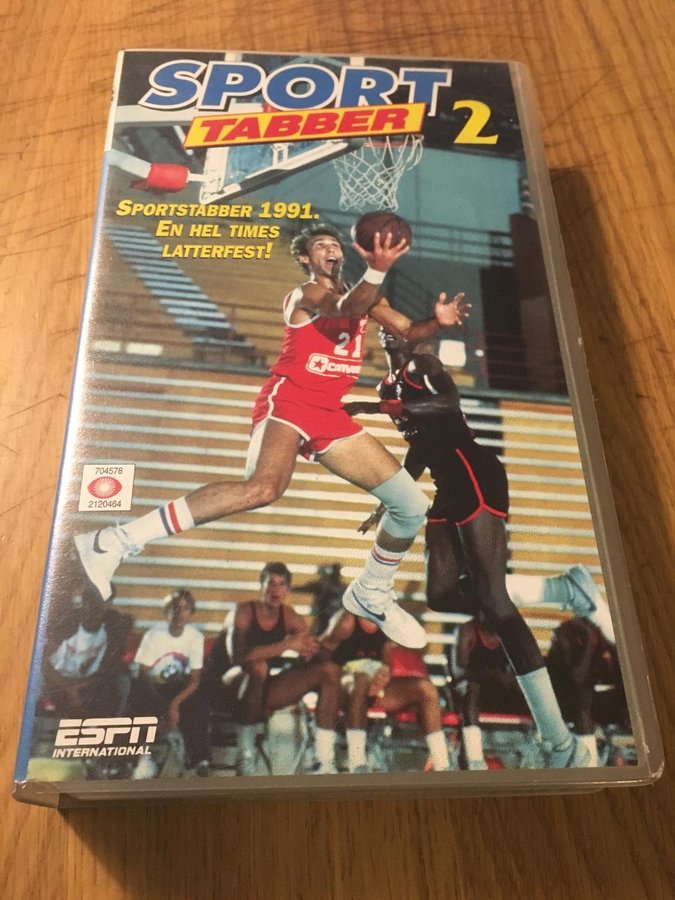 SPORT
TABBER 2
SPORTSTABBER 1991.
EN HEL TIMES
LATTERFEST!
21
704578
2120464
ESPN
INTERNATIONAL